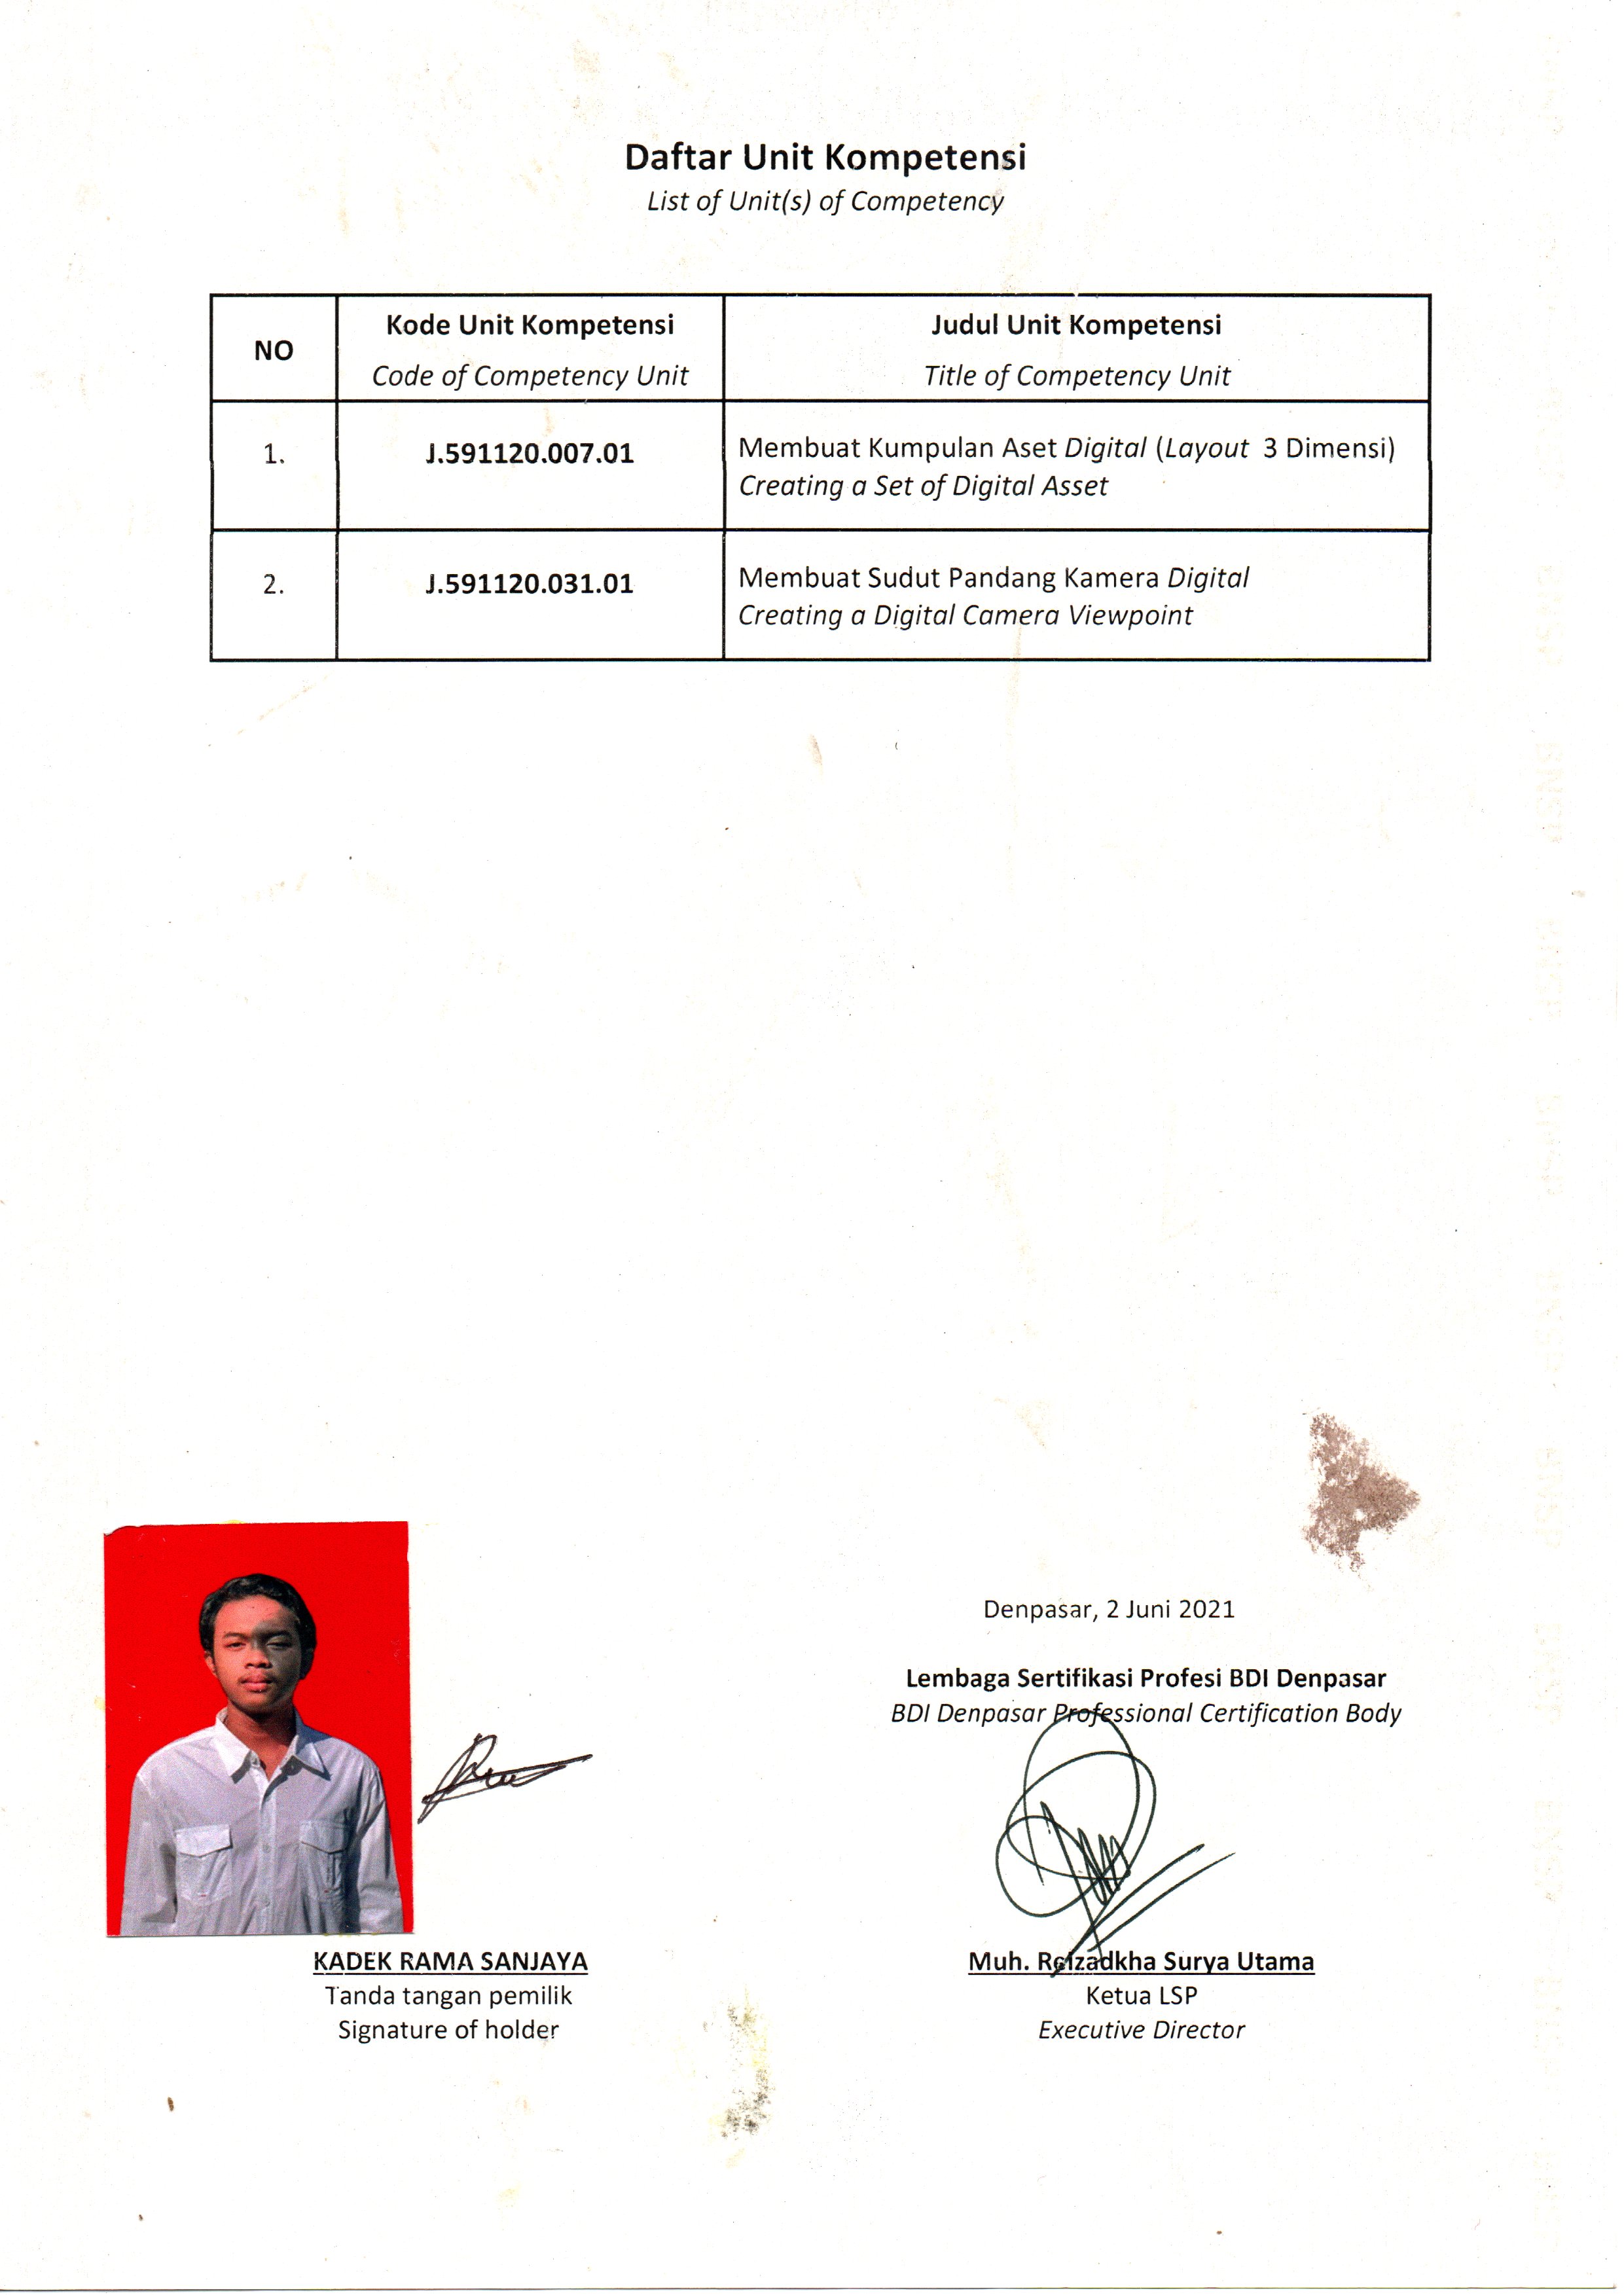 Daftar Unit Kompetensi
List of Unit(s) of Competency
NO
Kode Unit Kompetensi
Code of Competency Unit
Judul Unit Kompetensi
Title of Competency Unit
1.
J.591120.007.01
Membuat Kumpulan Aset Digital (Layout 3 Dimensi)
Creating a Set of Digital Asset
2.
J.591120.031.01
Membuat Sudut Pandang Kamera Digital
Creating a Digital Camera Viewpoint
Denpasar, 2 Juni 2021
Lembaga Sertifikasi Profesi BDI Denpasar
BDI Denpasar Professional Certification Body
KADEK RAMA SANJAYA
Tanda tangan pemilik
Signature of holder
Muh. Reizadkha Surya Utama
Ketua LSP
Executive Director